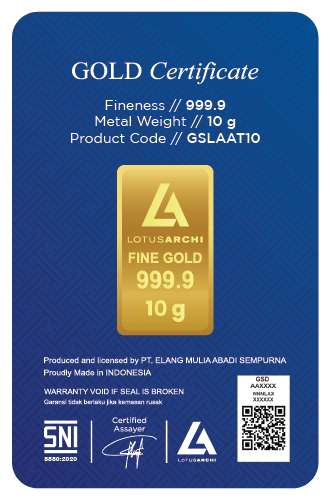 GOLD Certificate
Fineness // 999.9
Metal Weight // 10 g
Product Code // GSLAAT10
LOTUSARCHI
FINE GOLD
999.9
10 g
Produced and licensed by PT. ELANG MULIA ABADI SEMPURNA
Proudly Made in INDONESIA
WARRANTY VOID IF SEAL IS BROKEN
Garansi tidak berlaku jika kemasan rusak
GSD
AAXXXX
NNNLAX
XXXXXX
SNI
8880:2020
Certified
Assayer
LOTUSARCHI